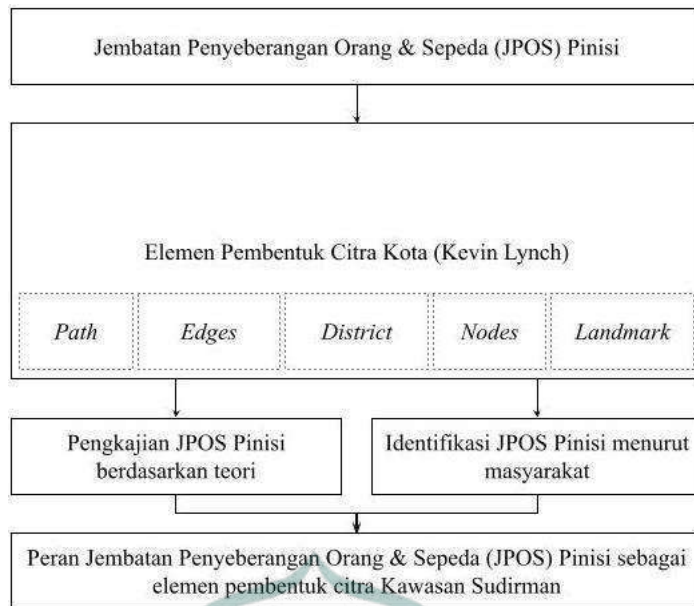 Jembatan Penyeberangan Orang & Sepeda (JPOS) Pinisi
Elemen Pembentuk Citra Kota (Kevin Lynch)
Path
Edges
District
Nodes
Landmark
Pengkajian JPOS Pinisi
berdasarkan teori
Identifikasi JPOS Pinisi menurut
masyarakat
Peran Jembatan Penyeberangan Orang & Sepeda (JPOS) Pinisi sebagai
elemen pembentuk citra Kawasan Sudirman